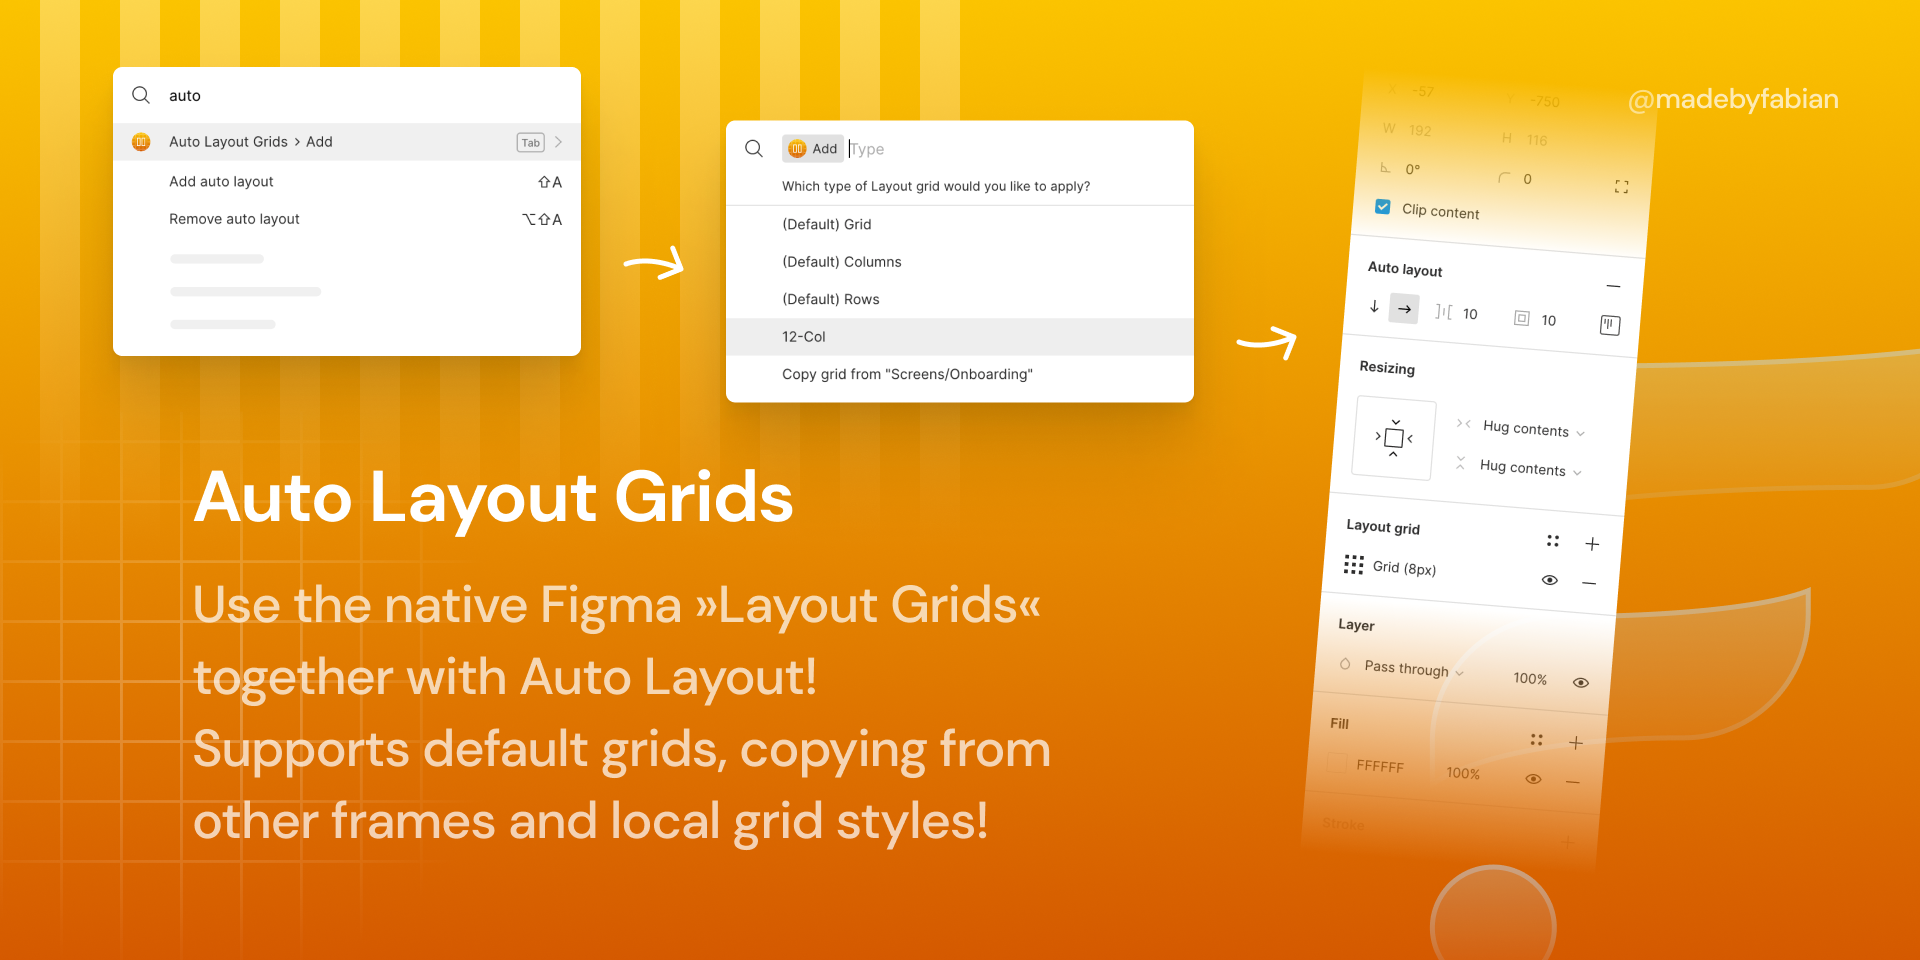 @madebyfabian
auto
Auto Layout Grids > Add Tab
Add auto layout ⇧A
Remove auto layout ⌥⇧A
Add Type
Which type of Layout grid would you like to apply?
(Default) Grid
(Default) Columns
(Default) Rows
12-Col
Copy grid from "Screens/Onboarding"
X -57 Y -750
W 192 H 116
0° 0
Clip content
Auto layout
10 10
Resizing
Hug contents
Hug contents
Layout grid
Grid (8px)
Layer
Pass through 100%
Fill
FFFFFF 100%
Stroke
Auto Layout Grids
Use the native Figma »Layout Grids«
together with Auto Layout!
Supports default grids, copying from
other frames and local grid styles!